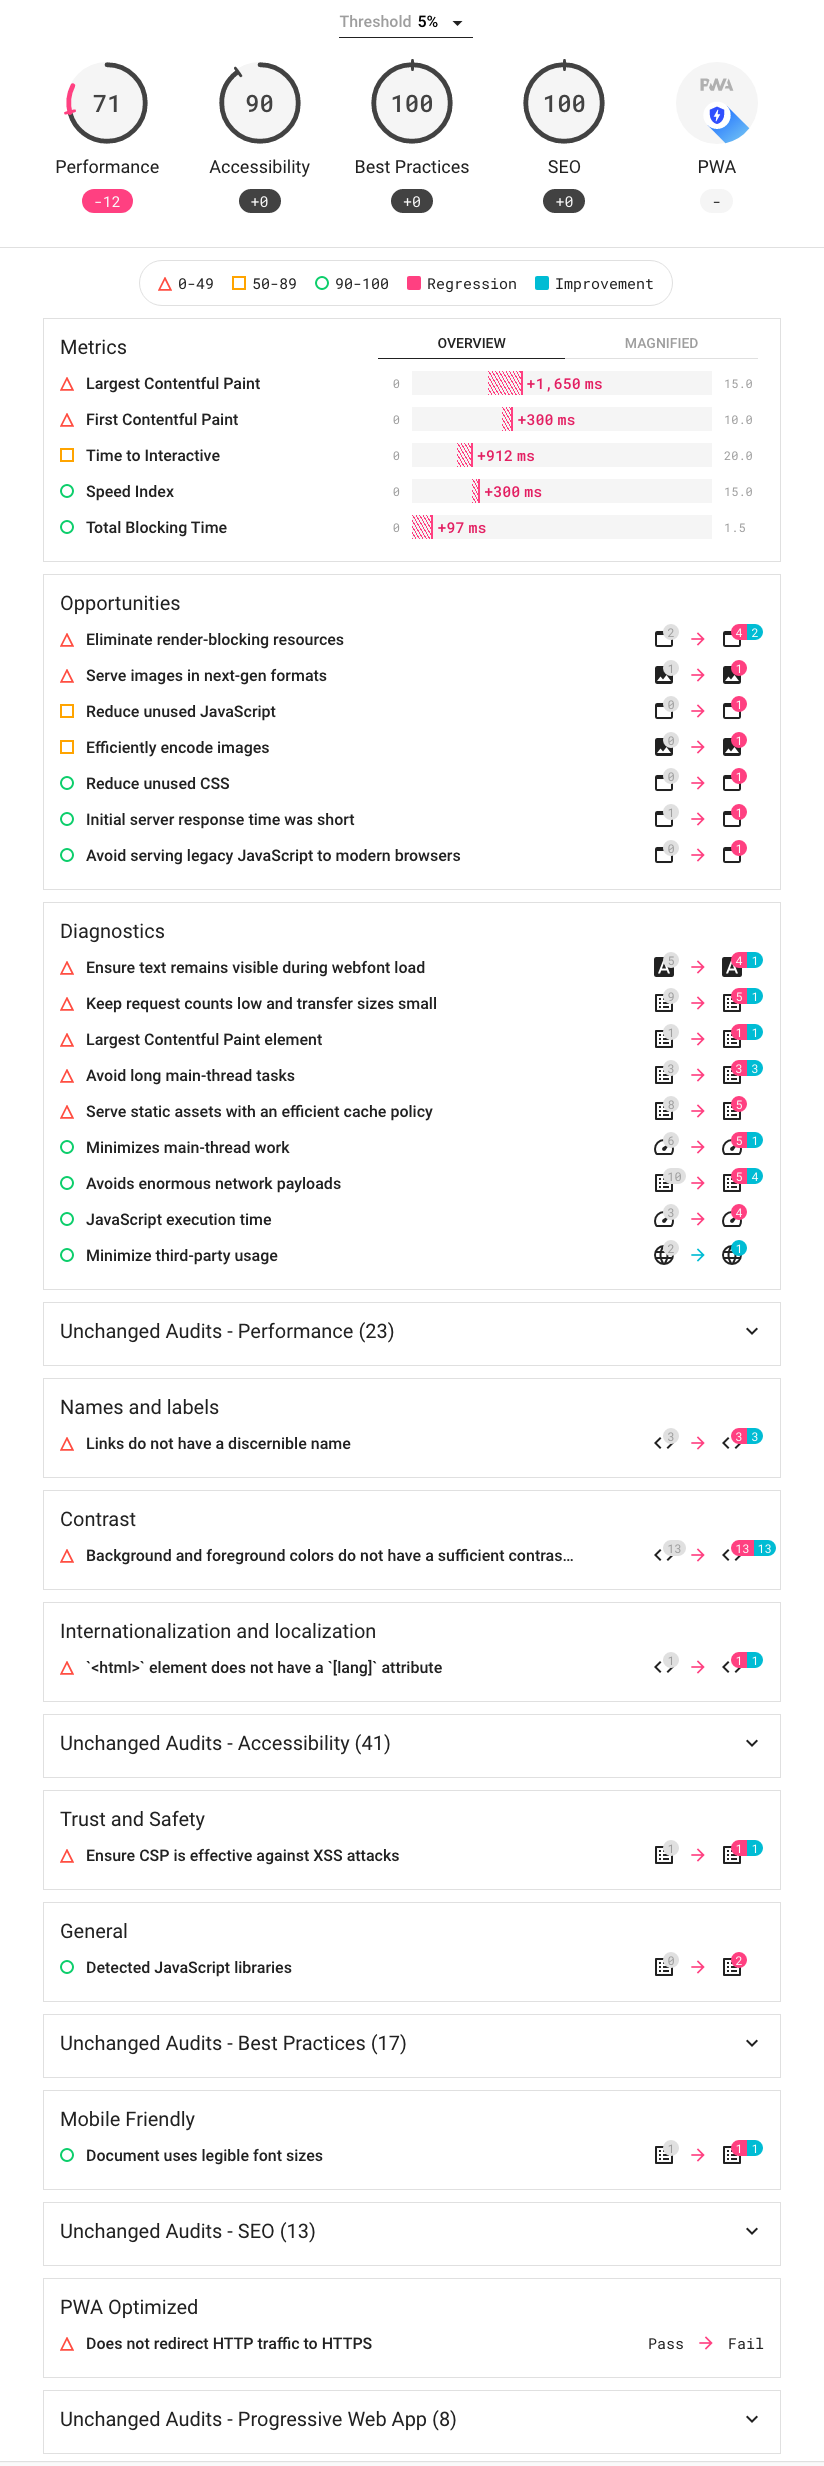 Threshold 5%
71 90 100 100 PWA
Performance Accessibility Best Practices SEO PWA
-12 +0 +0 +0 -
0-49 50-89 90-100 Regression Improvement
Metrics OVERVIEW MAGNIFIED
Largest Contentful Paint 0 +1,650 ms 15.0
First Contentful Paint 0 +300 ms 10.0
Time to Interactive 0 +912 ms 20.0
Speed Index 0 +300 ms 15.0
Total Blocking Time 0 +97 ms 1.5
Opportunities
Eliminate render-blocking resources 2 4 2
Serve images in next-gen formats 1 1
Reduce unused JavaScript 0 1
Efficiently encode images 0 1
Reduce unused CSS 0 1
Initial server response time was short 1 1
Avoid serving legacy JavaScript to modern browsers 0 1
Diagnostics
Ensure text remains visible during webfont load A 5 A 4 1
Keep request counts low and transfer sizes small 9 5 1
Largest Contentful Paint element 1 1 1
Avoid long main-thread tasks 3 3 3
Serve static assets with an efficient cache policy 8 5
Minimizes main-thread work 6 5 1
Avoids enormous network payloads 10 5 4
JavaScript execution time 3 4
Minimize third-party usage 2 1
Unchanged Audits - Performance (23)
Names and labels
Links do not have a discernible name 3 3 3
Contrast
Background and foreground colors do not have a sufficient contras... 13 13 13
Internationalization and localization
`<html>` element does not have a `[lang]` attribute 1 1 1
Unchanged Audits - Accessibility (41)
Trust and Safety
Ensure CSP is effective against XSS attacks 1 1 1
General
Detected JavaScript libraries 0 2
Unchanged Audits - Best Practices (17)
Mobile Friendly
Document uses legible font sizes 1 1 1
Unchanged Audits - SEO (13)
PWA Optimized
Does not redirect HTTP traffic to HTTPS Pass Fail
Unchanged Audits - Progressive Web App (8)